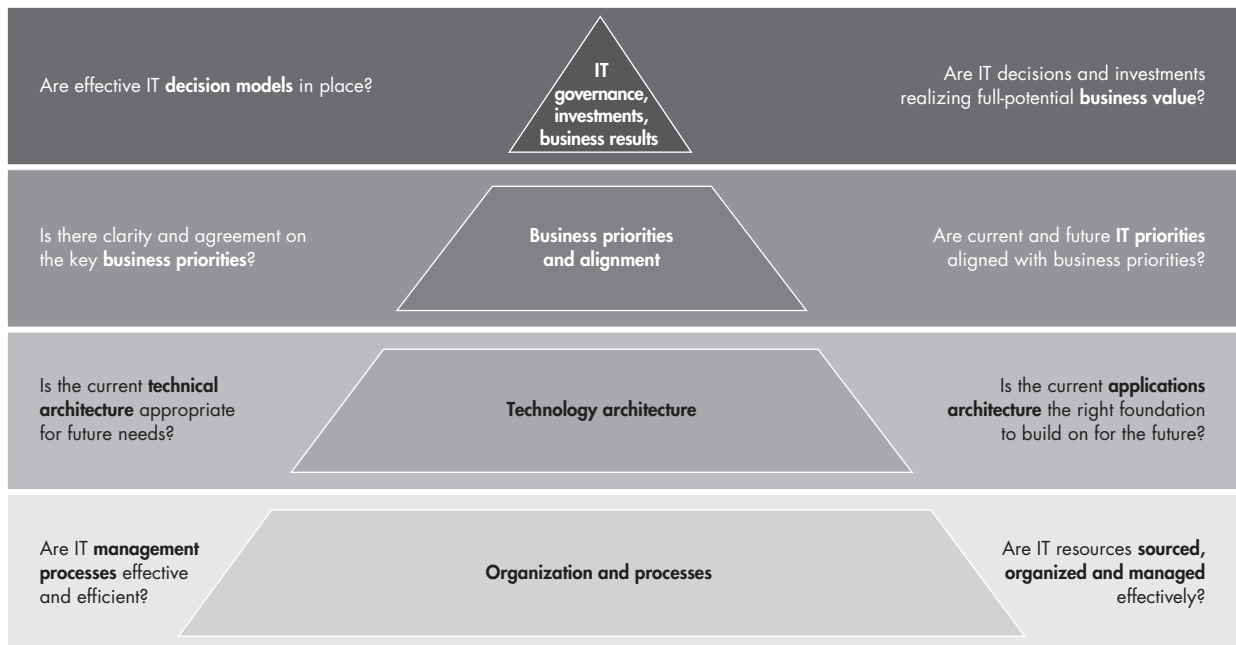 Are effective IT decision models in place?
IT
governance,
investments,
business results
Are IT decisions and investments
realizing full-potential business value?
Is there clarity and agreement on
the key business priorities?
Business priorities
and alignment
Are current and future IT priorities
aligned with business priorities?
Is the current technical
architecture appropriate
for future needs?
Technology architecture
Is the current applications
architecture the right foundation
to build on for the future?
Are IT management
processes effective
and efficient?
Organization and processes
Are IT resources sourced,
organized and managed
effectively?